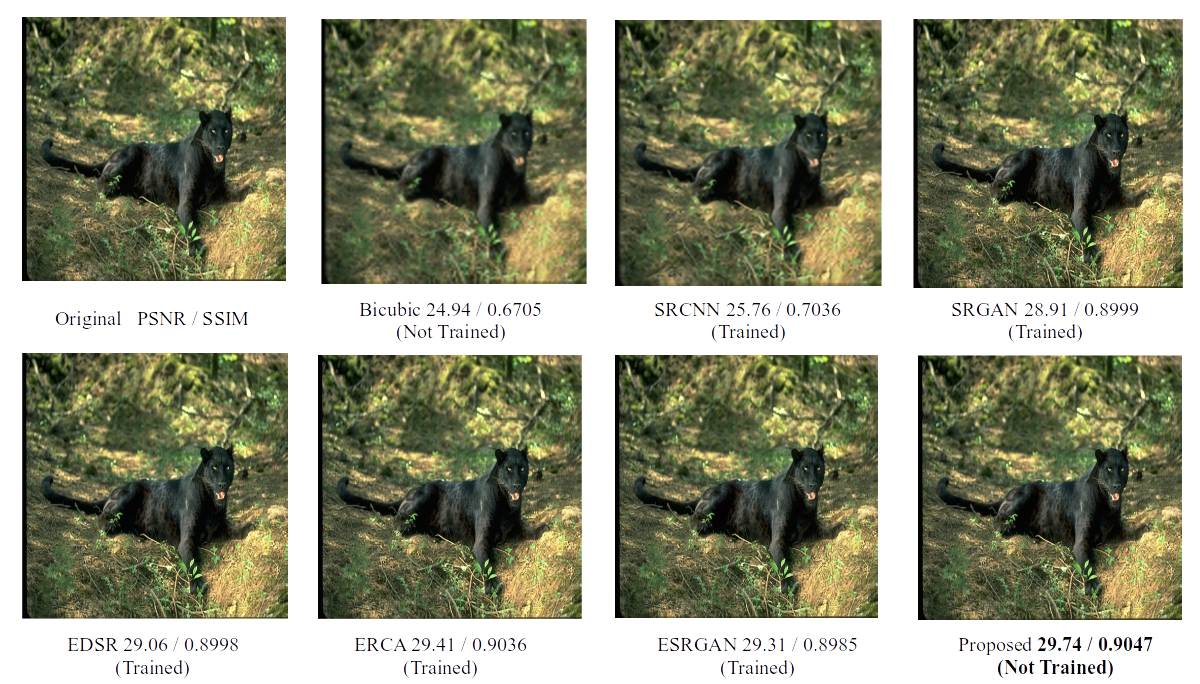 Original PSNR / SSIM
Bicubic 24.94 / 0.6705
(Not Trained)
SRCNN 25.76 / 0.7036
(Trained)
SRGAN 28.91 / 0.8999
(Trained)
EDSR 29.06 / 0.8998
(Trained)
ERCA 29.41 / 0.9036
(Trained)
ESRGAN 29.31 / 0.8985
(Trained)
Proposed 29.74 / 0.9047
(Not Trained)